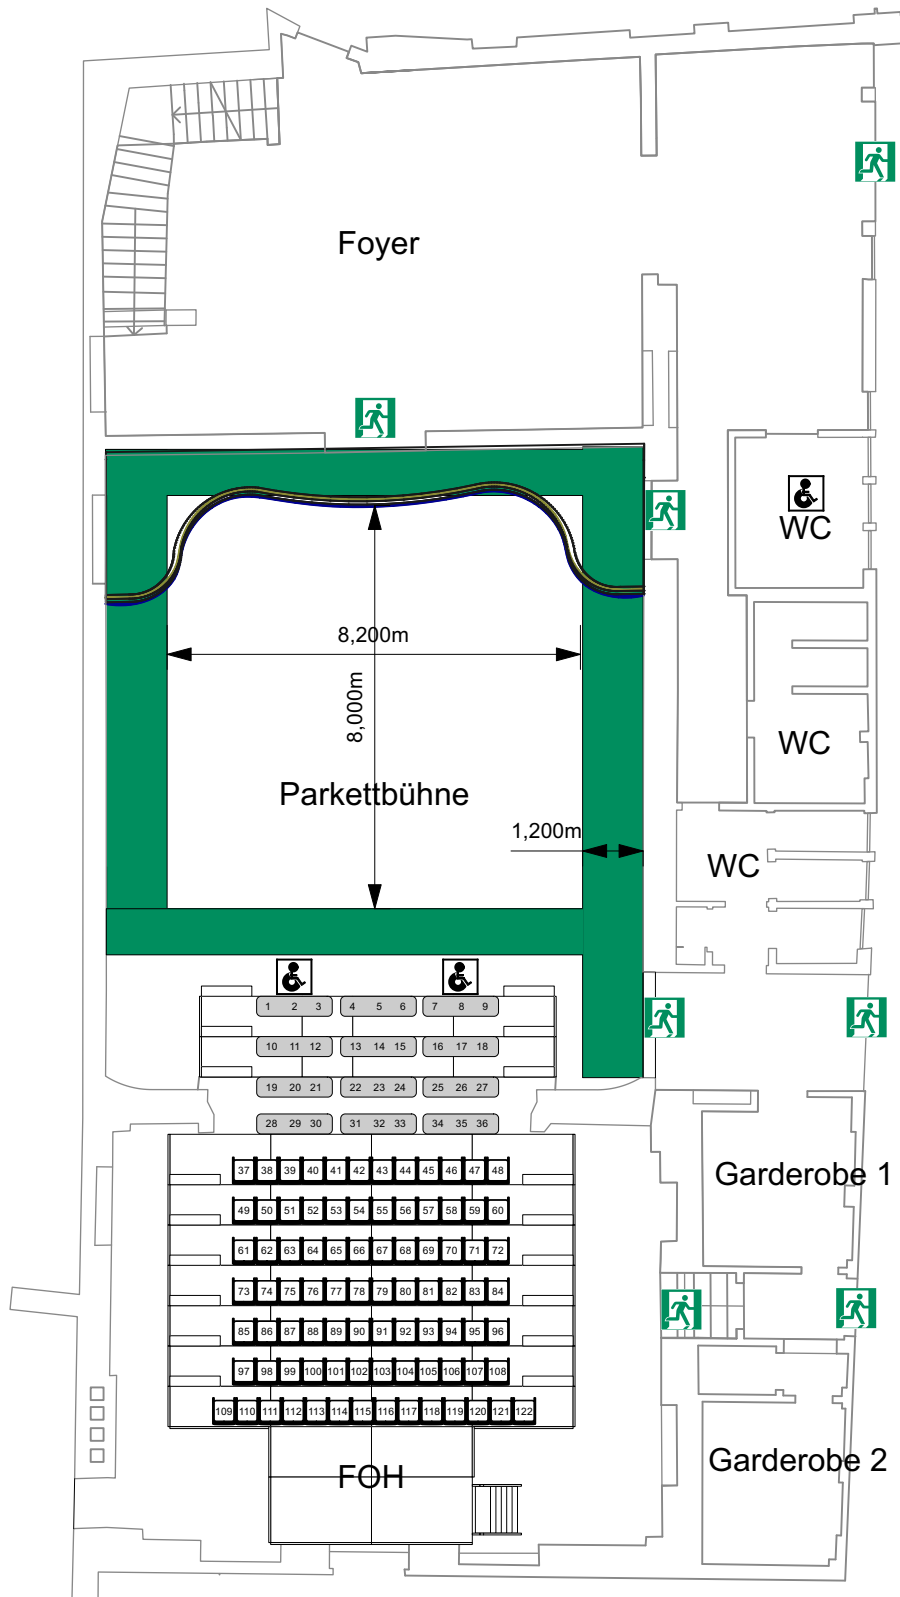 Foyer
WC
8,200m
8,000m
WC
Parkettbühne
1,200m
WC
1 2 3 4 5 6 7 8 9
10 11 12 13 14 15 16 17 18
19 20 21 22 23 24 25 26 27
28 29 30 31 32 33 34 35 36
37 38 39 40 41 42 43 44 45 46 47 48
Garderobe 1
49 50 51 52 53 54 55 56 57 58 59 60
61 62 63 64 65 66 67 68 69 70 71 72
73 74 75 76 77 78 79 80 81 82 83 84
85 86 87 88 89 90 91 92 93 94 95 96
97 98 99 100 101 102 103 104 105 106 107 108
109 110 111 112 113 114 115 116 117 118 119 120 121 122
Garderobe 2
FOH